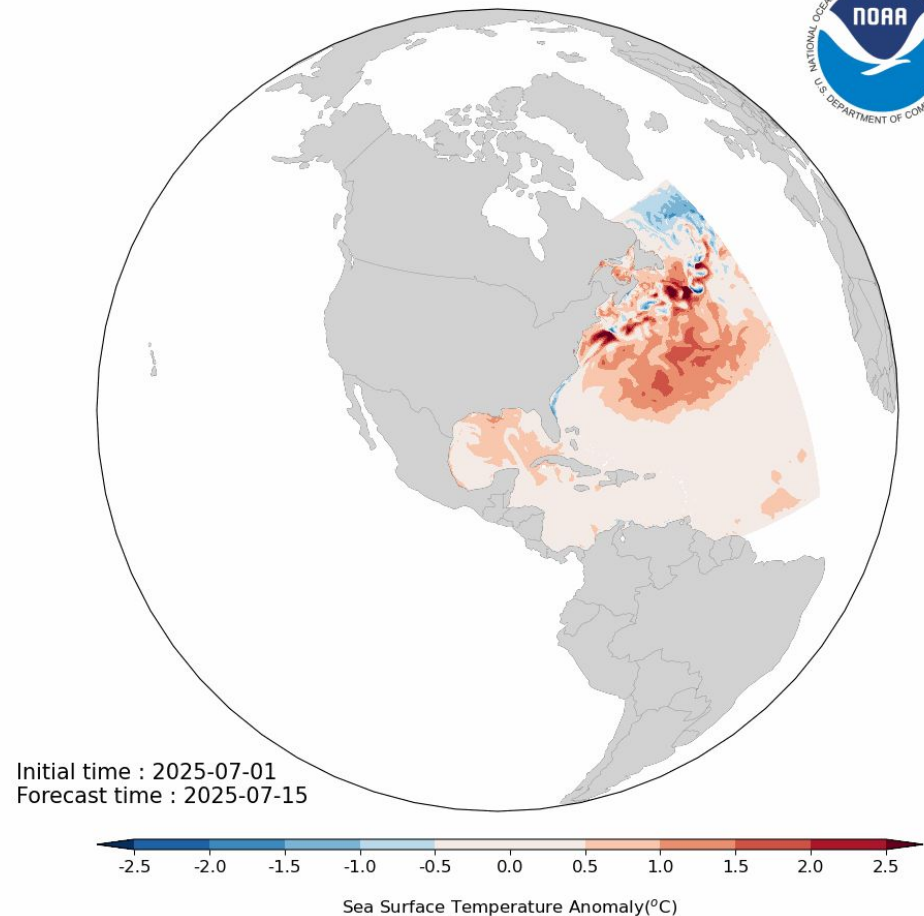 NOAA
NATIONAL OCE
U.S. DEPARTMENT OF COM
Initial time : 2025-07-01
Forecast time : 2025-07-15
-2.5 -2.0 -1.5 -1.0 -0.5 0.0 0.5 1.0 1.5 2.0 2.5
Sea Surface Temperature Anomaly(°C)